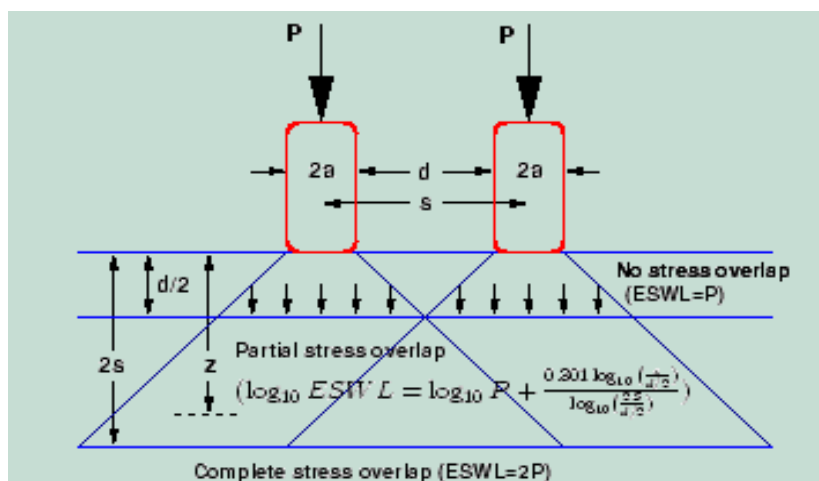 P P
2a d 2a
s
d/2
No stress overlap
(ESWL=P)
2s
z
Partial stress overlap
(log₁₀ ESWL = log₁₀ P + 0.301 log₁₀(z/d/2) / log₁₀(2S/d/2))
Complete stress overlap (ESWL=2P)